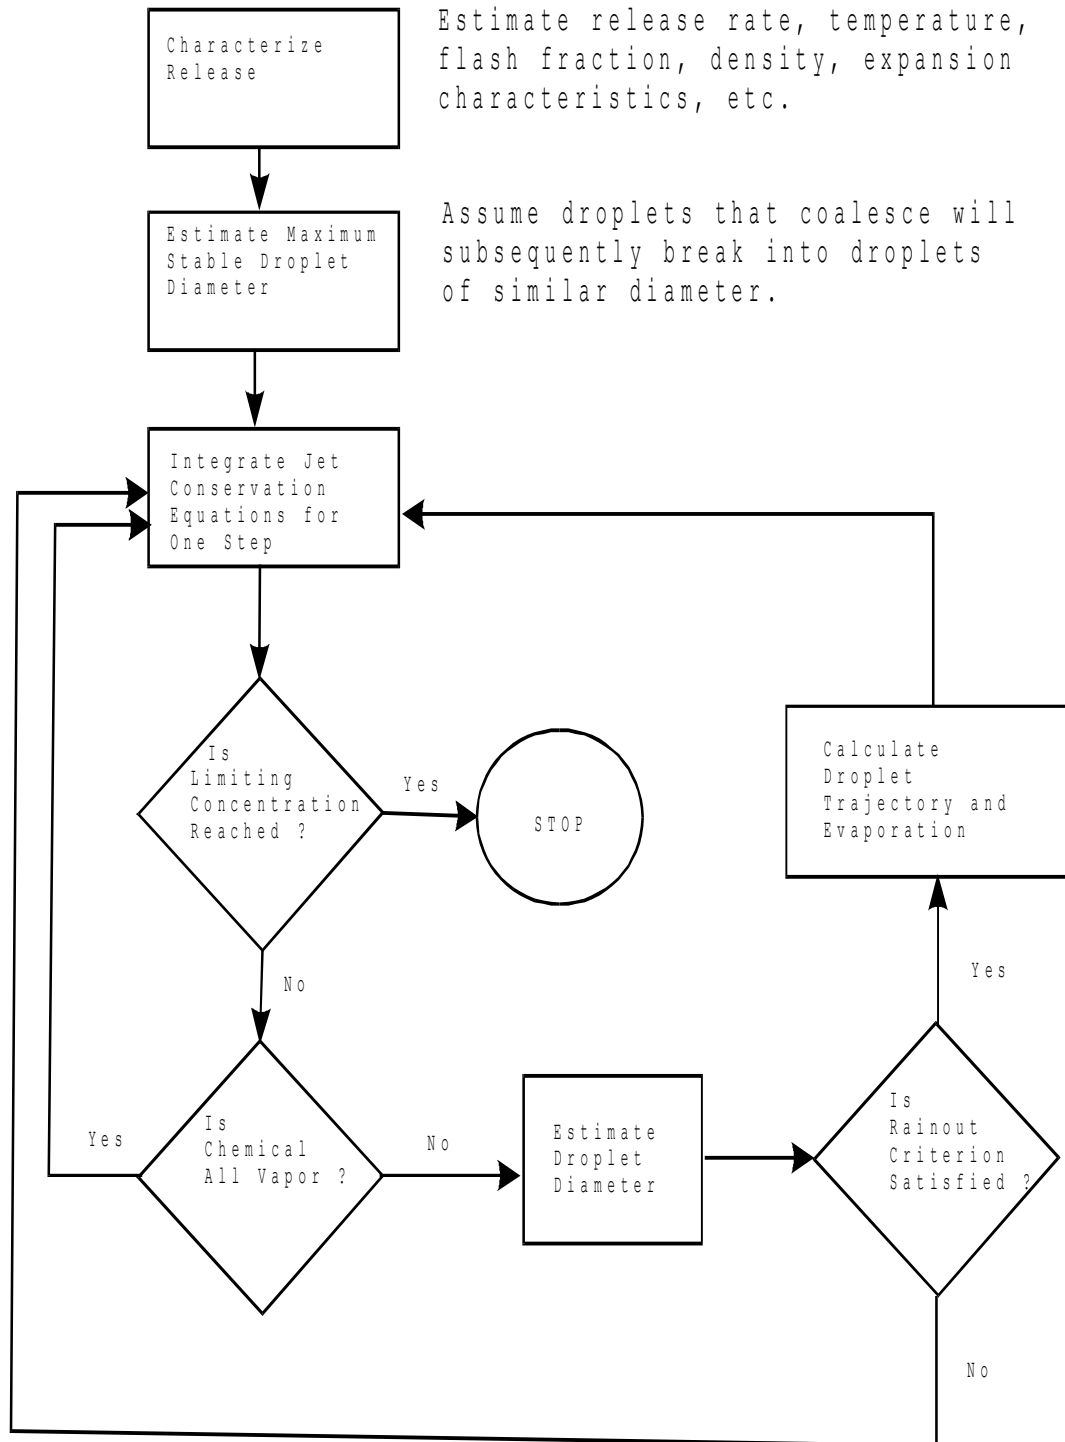 Characterize
Release
Estimate release rate, temperature,
flash fraction, density, expansion
characteristics, etc.
Estimate Maximum
Stable Droplet
Diameter
Assume droplets that coalesce will
subsequently break into droplets
of similar diameter.
Integrate Jet
Conservation
Equations for
One Step
Is
Limiting
Concentration
Reached ?
Yes
STOP
Calculate
Droplet
Trajectory and
Evaporation
No
Yes
Is
Chemical
All Vapor ?
Yes
No
Estimate
Droplet
Diameter
Is
Rainout
Criterion
Satisfied ?
No